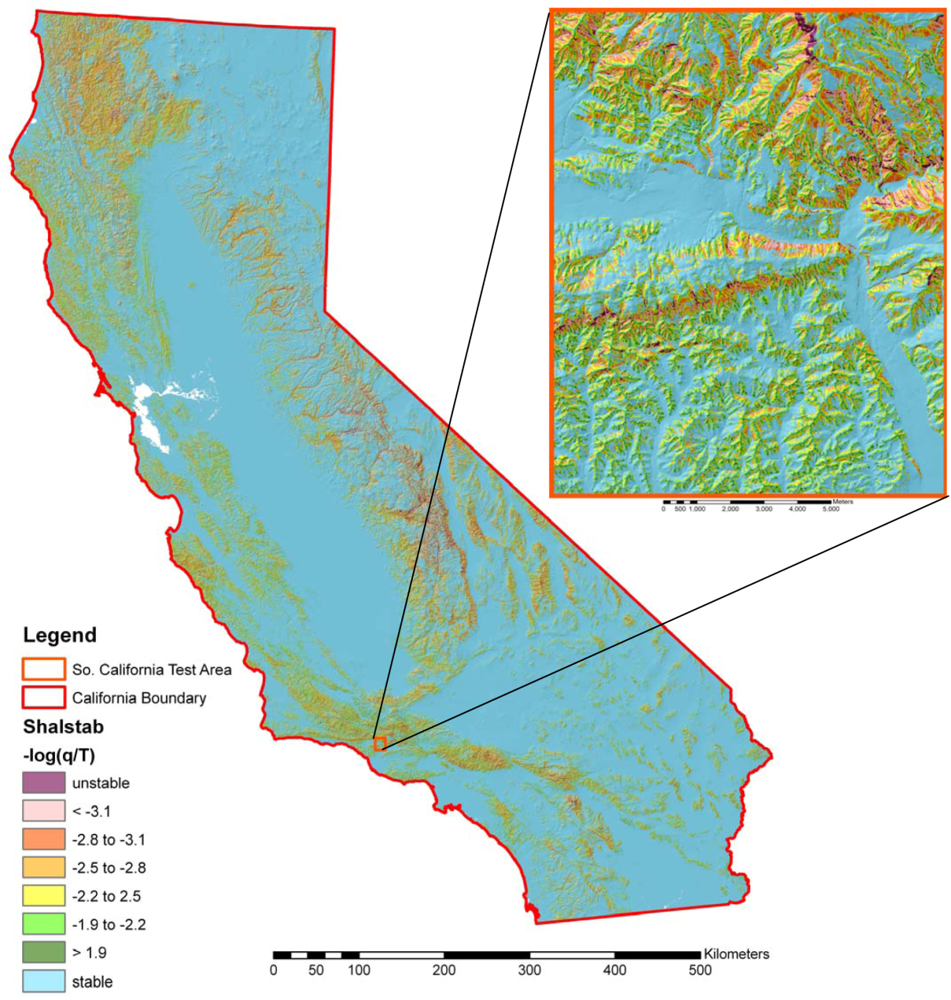 Meters
0 500 1,000 2,000 3,000 4,000 5,000
Legend
So. California Test Area
California Boundary
Shalstab
-log(q/T)
unstable
< -3.1
-2.8 to -3.1
-2.5 to -2.8
-2.2 to 2.5
-1.9 to -2.2
> 1.9
stable
Kilometers
0 50 100 200 300 400 500